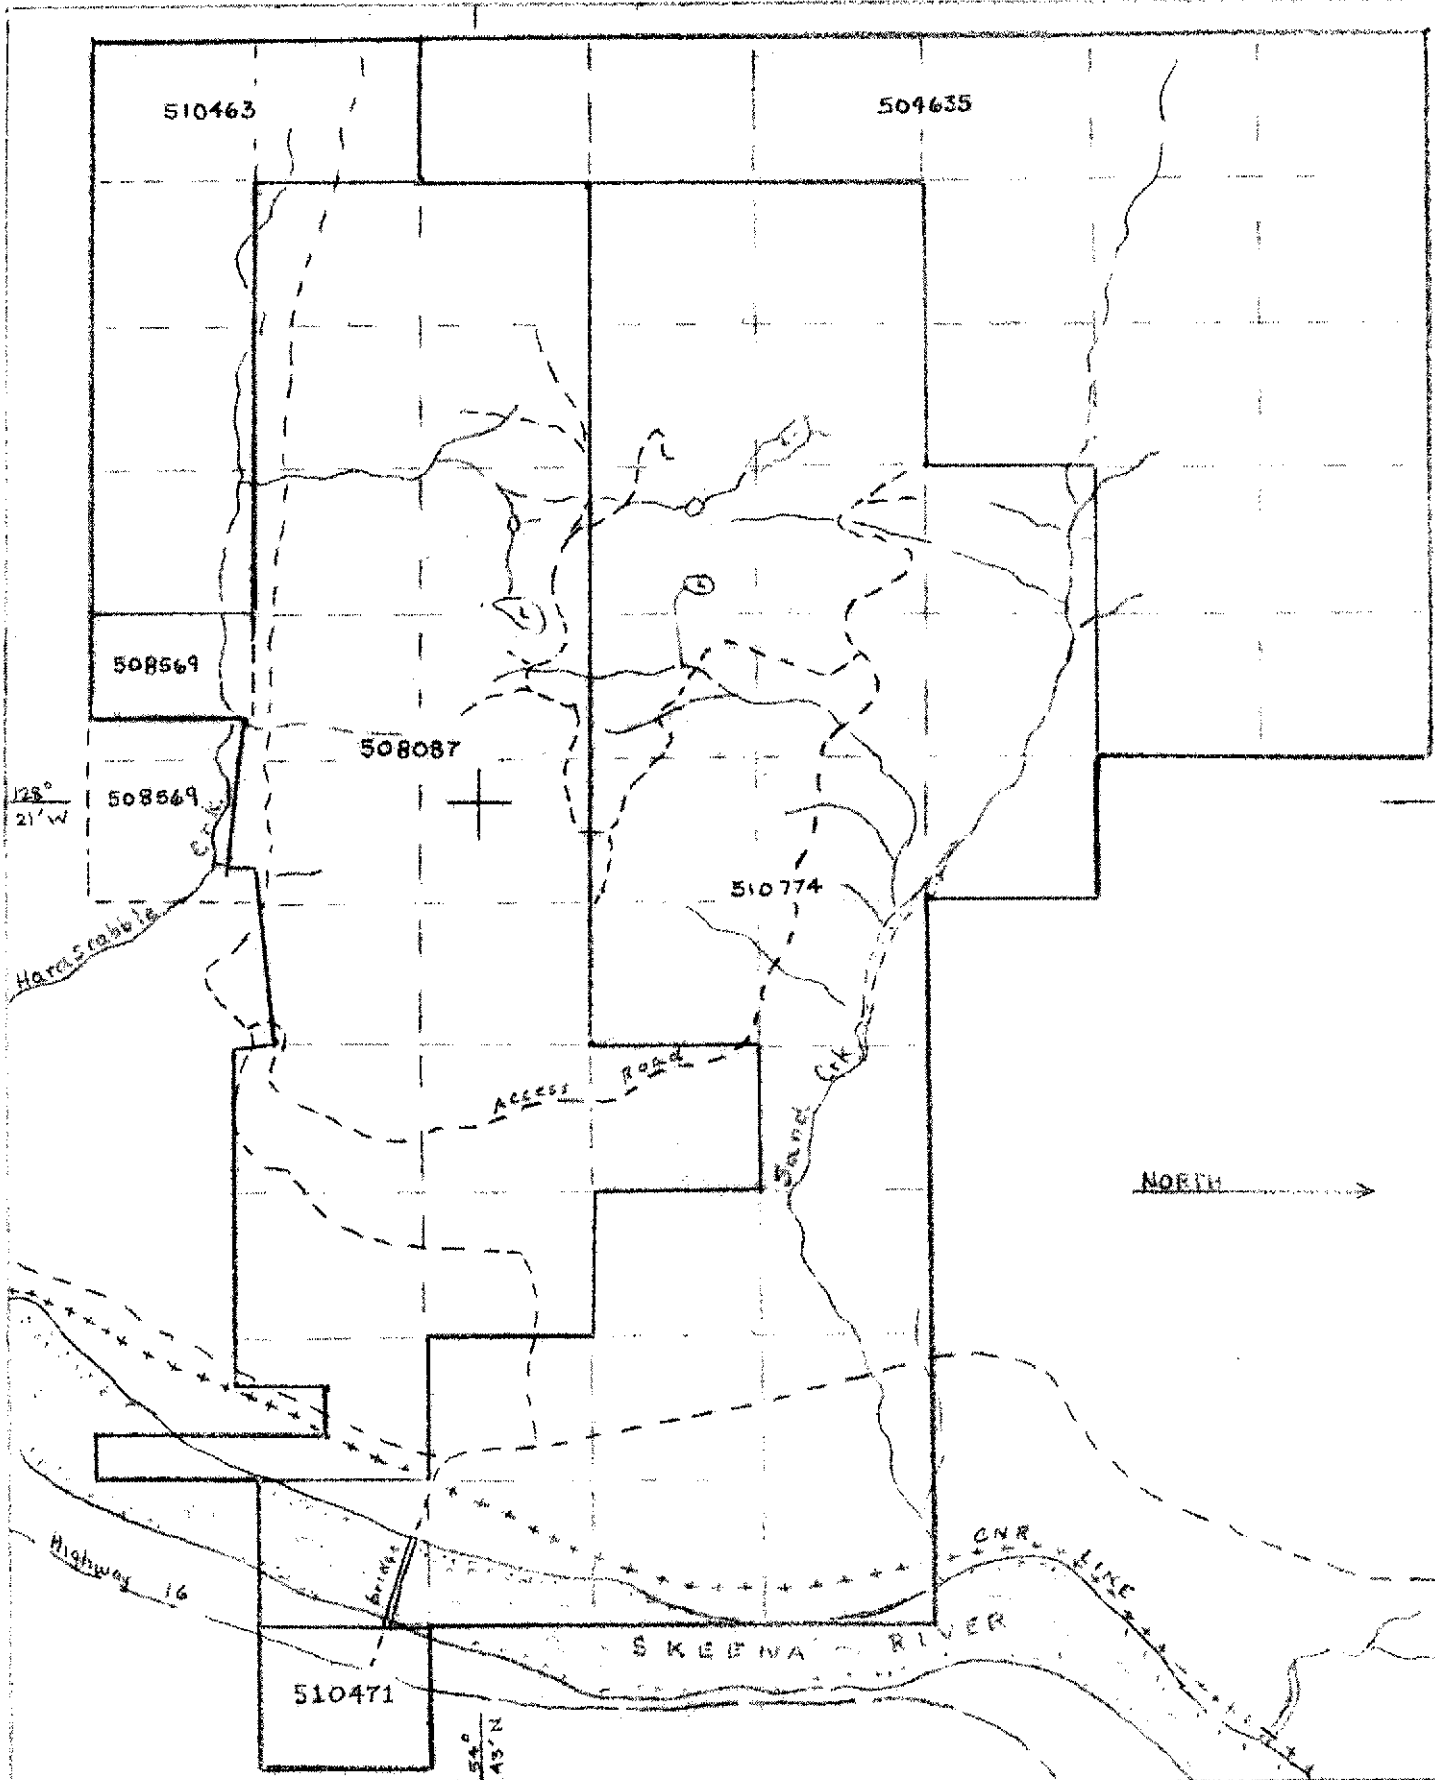 510463
504635
508569
508087
128°
21' W
508569
Crk
510774
HardScabble
Access Road
Crk
Sand
NORTH
CNR LINE
Highway 16
bridge
SKEENA RIVER
510471
54°
43' N